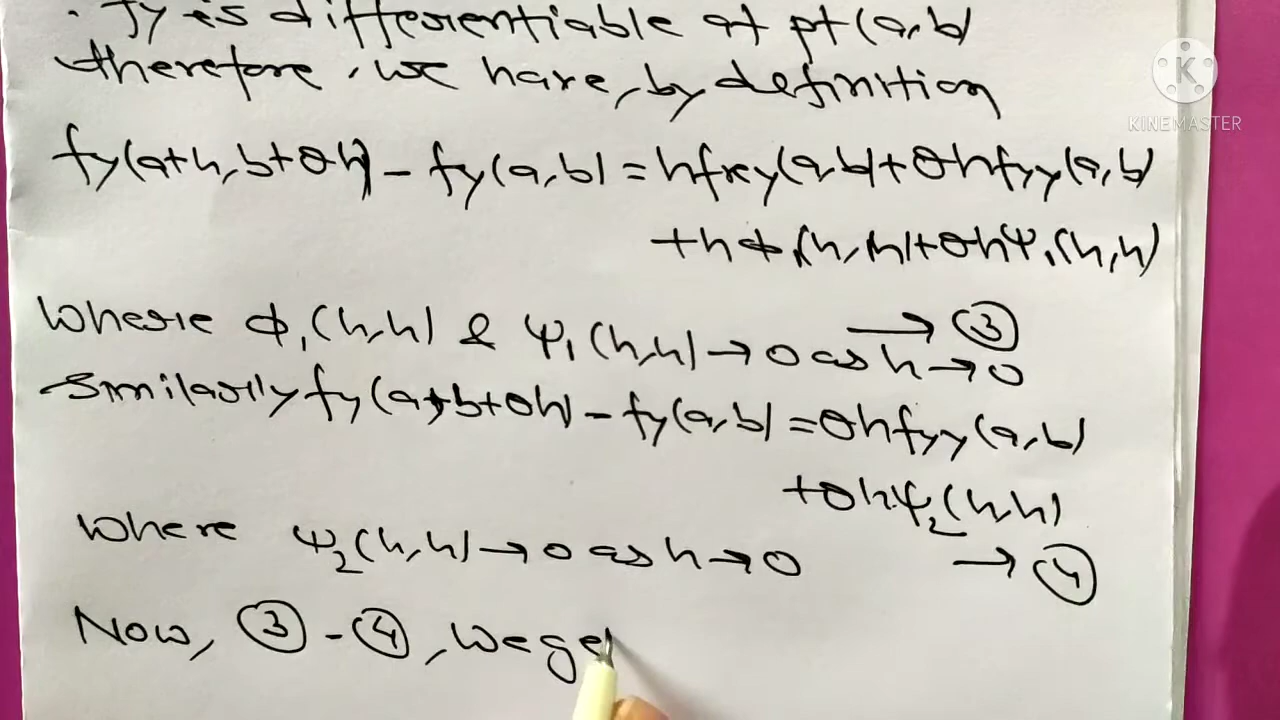 ∴ fy is differentiable at pt (a,b)
therefore, we have, by definition
K
KINEMASTER
fy(a+h, b+θh) - fy(a,b) = hfxy(a,b) + θhfyy(a,b)
+hϕ₁(h,h)+θhψ₁(h,h)
→ ③
Where ϕ₁(h,h) & ψ₁(h,h) → 0 as h→0
Similarly fy(a, b+θh) - fy(a,b) = θhfyy(a,b)
+θhψ₂(h,h)
Where ψ₂(h,h) → 0 as h→0
→ ④
Now, ③ - ④, we ge